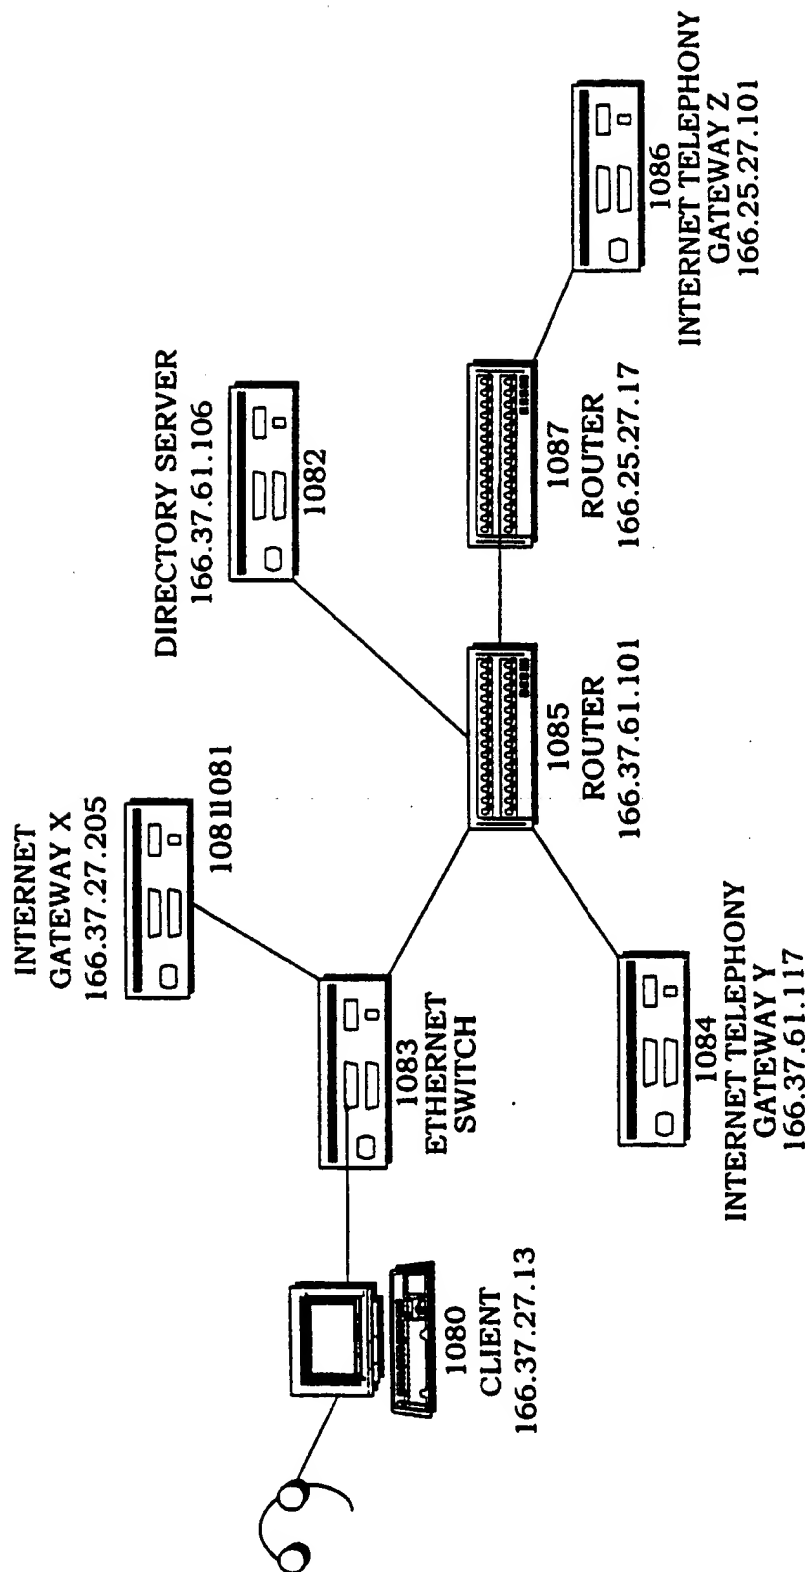 INTERNET
GATEWAY X
166.37.27.205
10811081
DIRECTORY SERVER
166.37.61.106
1082
1083
ETHERNET
SWITCH
1080
CLIENT
166.37.27.13
1085
ROUTER
166.37.61.101
1087
ROUTER
166.25.27.17
1086
INTERNET TELEPHONY
GATEWAY Z
166.25.27.101
1084
INTERNET TELEPHONY
GATEWAY Y
166.37.61.117